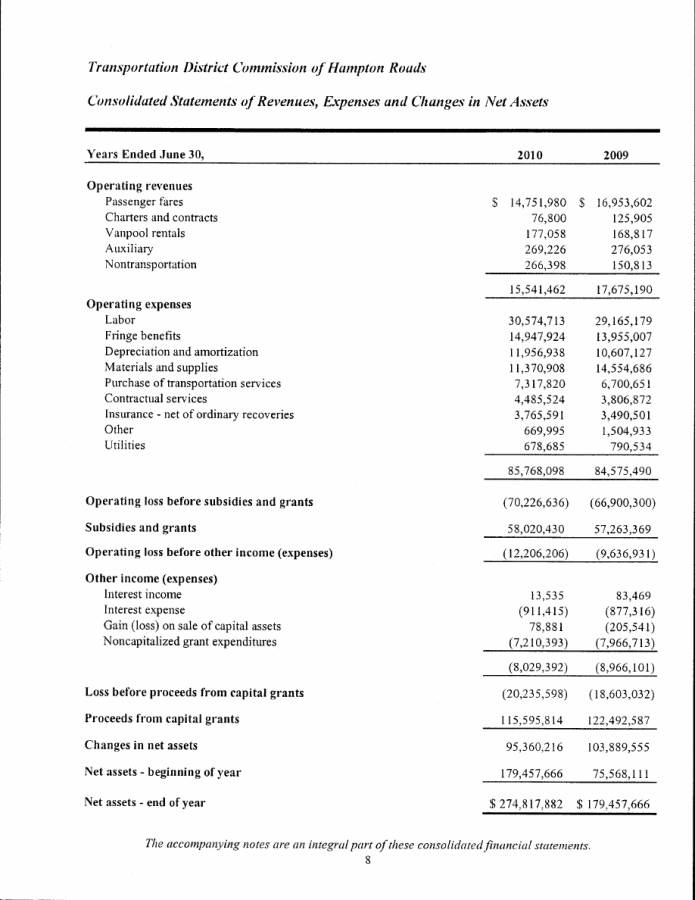 Transportation District Commission of Hampton Roads
Consolidated Statements of Revenues, Expenses and Changes in Net Assets
Years Ended June 30, 2010 2009
Operating revenues
Passenger fares $ 14,751,980 $ 16,953,602
Charters and contracts 76,800 125,905
Vanpool rentals 177,058 168,817
Auxiliary 269,226 276,053
Nontransportation 266,398 150,813
15,541,462 17,675,190
Operating expenses
Labor 30,574,713 29,165,179
Fringe benefits 14,947,924 13,955,007
Depreciation and amortization 11,956,938 10,607,127
Materials and supplies 11,370,908 14,554,686
Purchase of transportation services 7,317,820 6,700,651
Contractual services 4,485,524 3,806,872
Insurance - net of ordinary recoveries 3,765,591 3,490,501
Other 669,995 1,504,933
Utilities 678,685 790,534
85,768,098 84,575,490
Operating loss before subsidies and grants (70,226,636) (66,900,300)
Subsidies and grants 58,020,430 57,263,369
Operating loss before other income (expenses) (12,206,206) (9,636,931)
Other income (expenses)
Interest income 13,535 83,469
Interest expense (911,415) (877,316)
Gain (loss) on sale of capital assets 78,881 (205,541)
Noncapitalized grant expenditures (7,210,393) (7,966,713)
(8,029,392) (8,966,101)
Loss before proceeds from capital grants (20,235,598) (18,603,032)
Proceeds from capital grants 115,595,814 122,492,587
Changes in net assets 95,360,216 103,889,555
Net assets - beginning of year 179,457,666 75,568,111
Net assets - end of year $ 274,817,882 $ 179,457,666
The accompanying notes are an integral part of these consolidated financial statements.
8